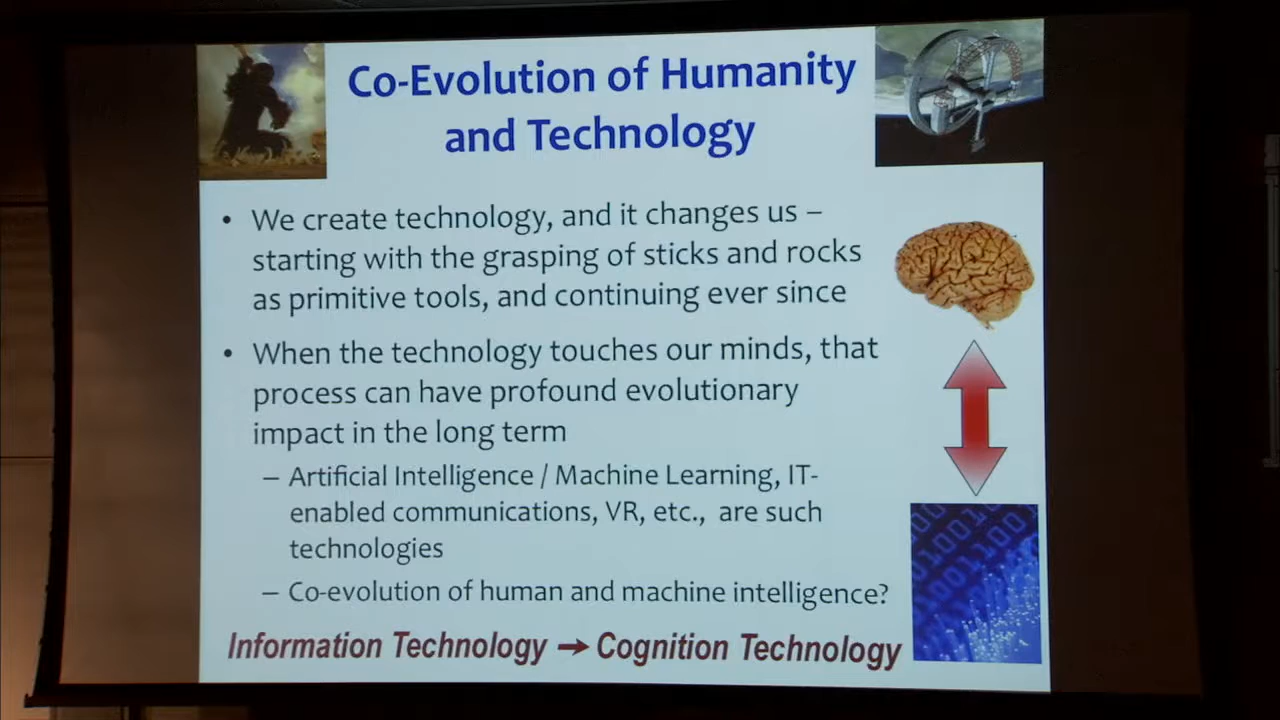 Co-Evolution of Humanity
and Technology
• We create technology, and it changes us –
starting with the grasping of sticks and rocks
as primitive tools, and continuing ever since
• When the technology touches our minds, that
process can have profound evolutionary
impact in the long term
– Artificial Intelligence / Machine Learning, IT-
enabled communications, VR, etc., are such
technologies
– Co-evolution of human and machine intelligence?
Information Technology → Cognition Technology